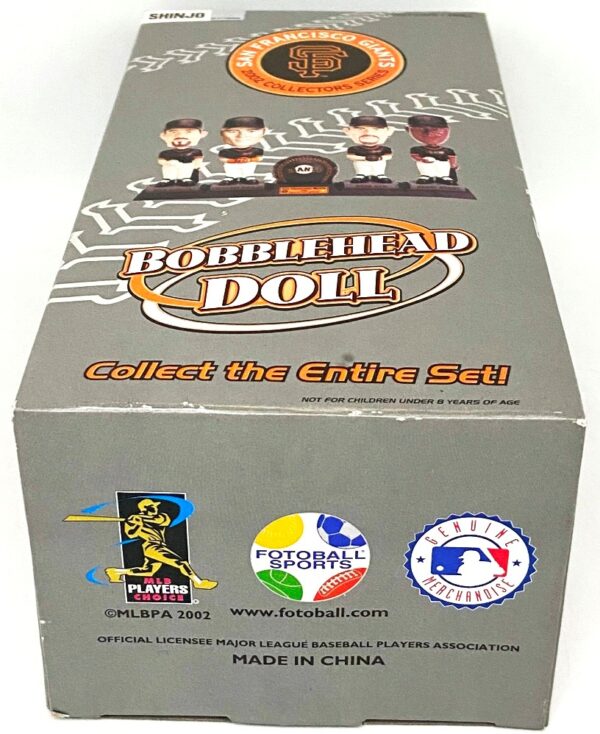 SHINJO
SAN FRANCISCO GIANTS
SF
2002 COLLECTORS SERIES
BOBBLEHEAD
DOLL
Collect the Entire Set!
NOT FOR CHILDREN UNDER 8 YEARS OF AGE
MLB
PLAYERS
CHOICE
FOTOBALL
SPORTS
GENUINE
MERCHANDISE
©MLBPA 2002 www.fotoball.com
OFFICIAL LICENSEE MAJOR LEAGUE BASEBALL PLAYERS ASSOCIATION
MADE IN CHINA